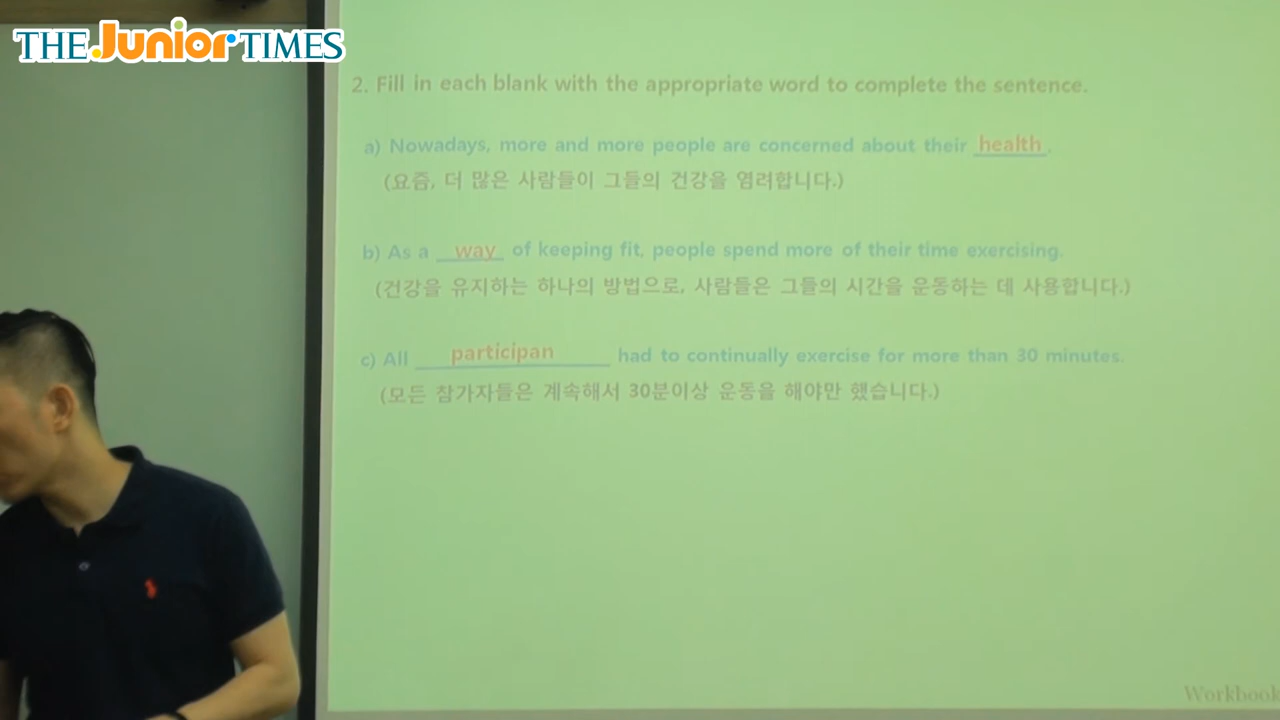 THE Junior TIMES
2. Fill in each blank with the appropriate word to complete the sentence.
a) Nowadays, more and more people are concerned about their health.
(요즘, 더 많은 사람들이 그들의 건강을 염려합니다.)
b) As a way of keeping fit, people spend more of their time exercising.
(건강을 유지하는 하나의 방법으로, 사람들은 그들의 시간을 운동하는 데 사용합니다.)
c) All participan had to continually exercise for more than 30 minutes.
(모든 참가자들은 계속해서 30분이상 운동을 해야만 했습니다.)
Workbook